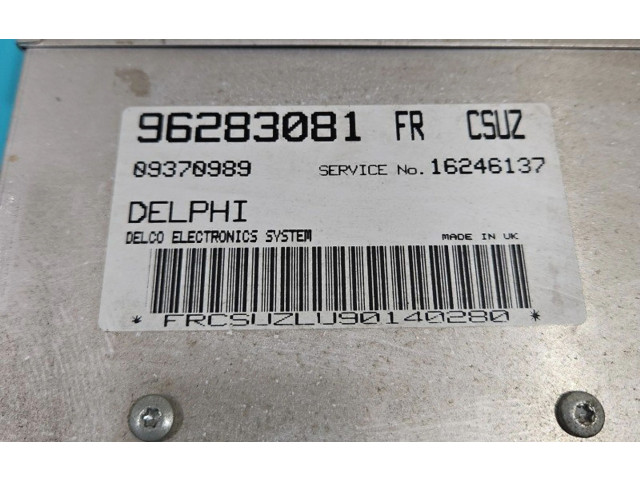 96283081 FR CSUZ
09370989 SERVICE No. 16246137
DELPHI
DELCO ELECTRONICS SYSTEM MADE IN UK
* FRCSUZLU90140280 *